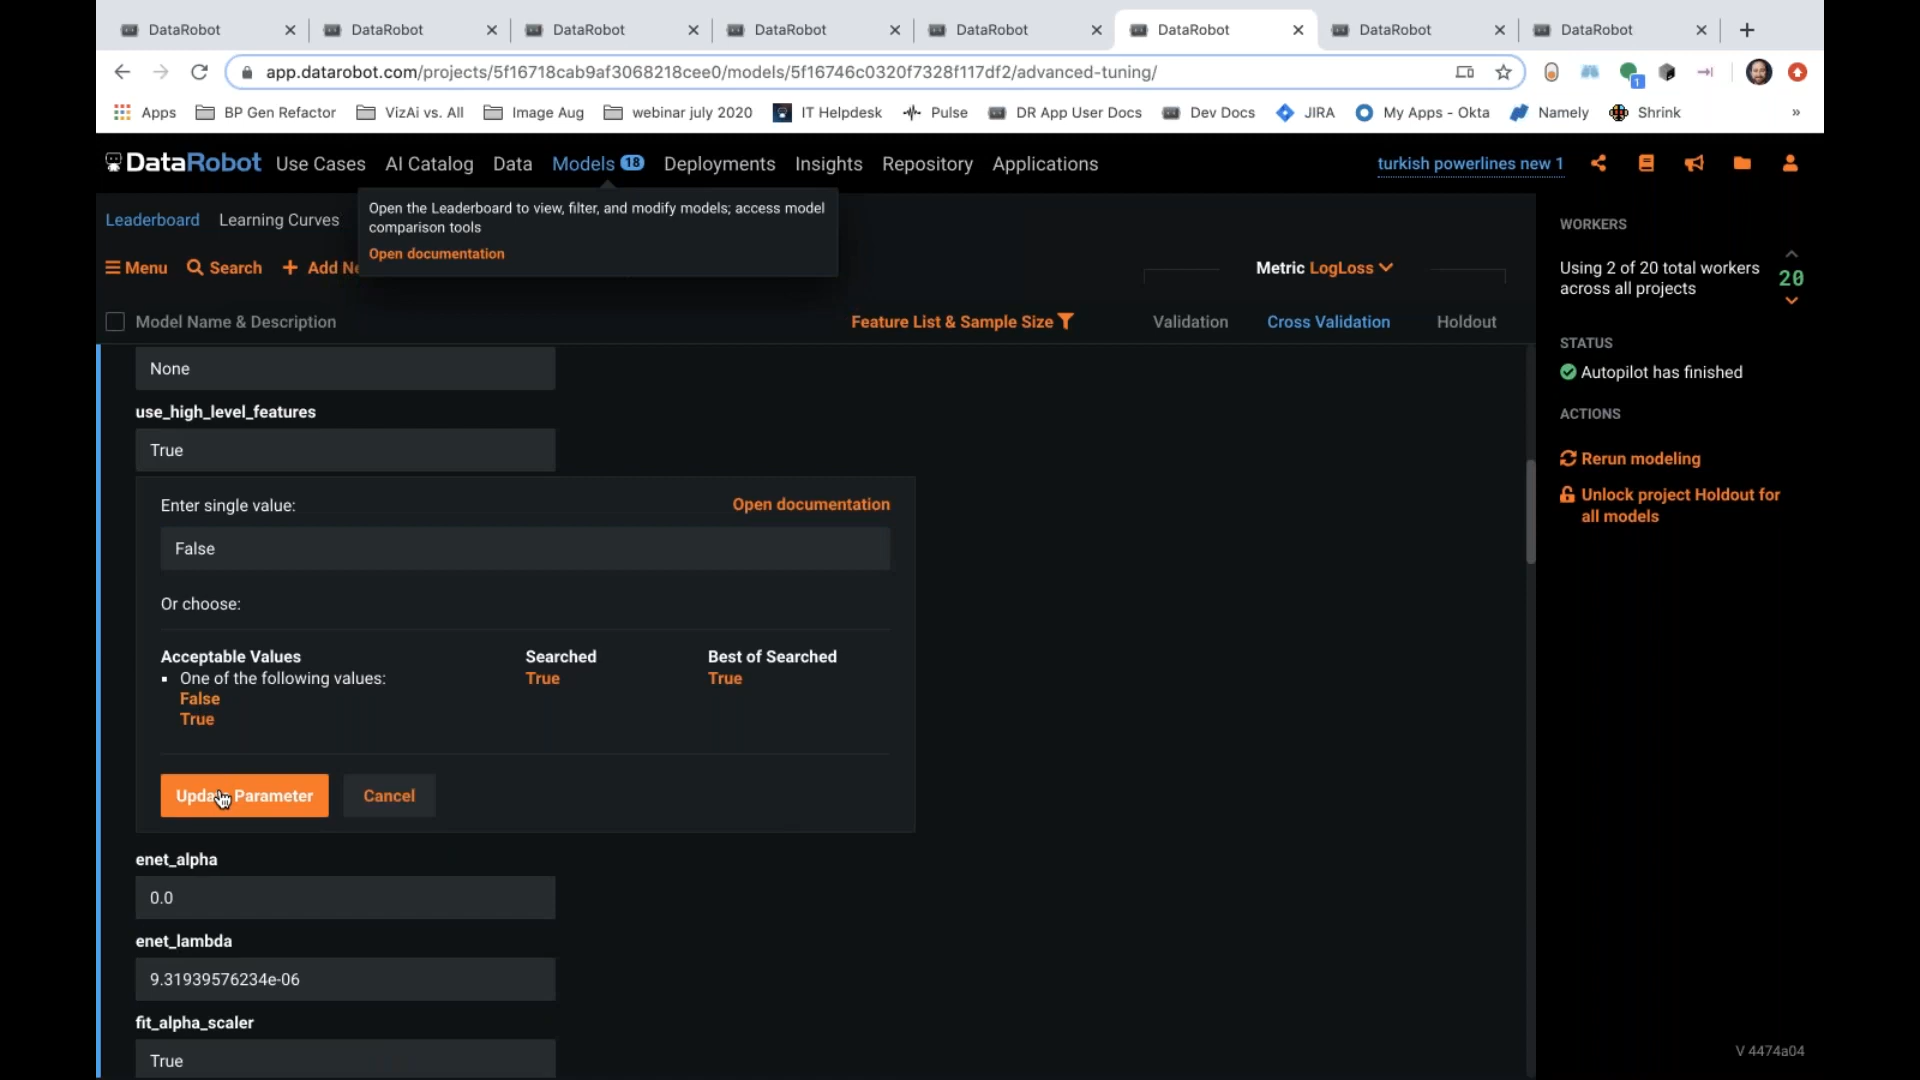 DataRobot DataRobot DataRobot DataRobot DataRobot DataRobot DataRobot DataRobot
app.datarobot.com/projects/5f16718cab9af3068218cee0/models/5f16746c0320f7328f117df2/advanced-tuning/
1
Apps BP Gen Refactor VizAi vs. All Image Aug webinar july 2020 IT Helpdesk Pulse DR App User Docs Dev Docs JIRA My Apps - Okta Namely Shrink »
DataRobot Use Cases AI Catalog Data Models 18 Deployments Insights Repository Applications turkish powerlines new 1
Leaderboard Learning Curves
Open the Leaderboard to view, filter, and modify models; access model
comparison tools
Open documentation
Menu Search + Add Ne
Metric LogLoss
Model Name & Description Feature List & Sample Size Validation Cross Validation Holdout
None
use_high_level_features
True
Enter single value: Open documentation
False
Or choose:
Acceptable Values Searched Best of Searched
One of the following values: True True
False
True
Update Parameter Cancel
enet_alpha
0.0
enet_lambda
9.31939576234e-06
fit_alpha_scaler
True
WORKERS
Using 2 of 20 total workers
across all projects
20
STATUS
Autopilot has finished
ACTIONS
Rerun modeling
Unlock project Holdout for
all models
V 4474a04